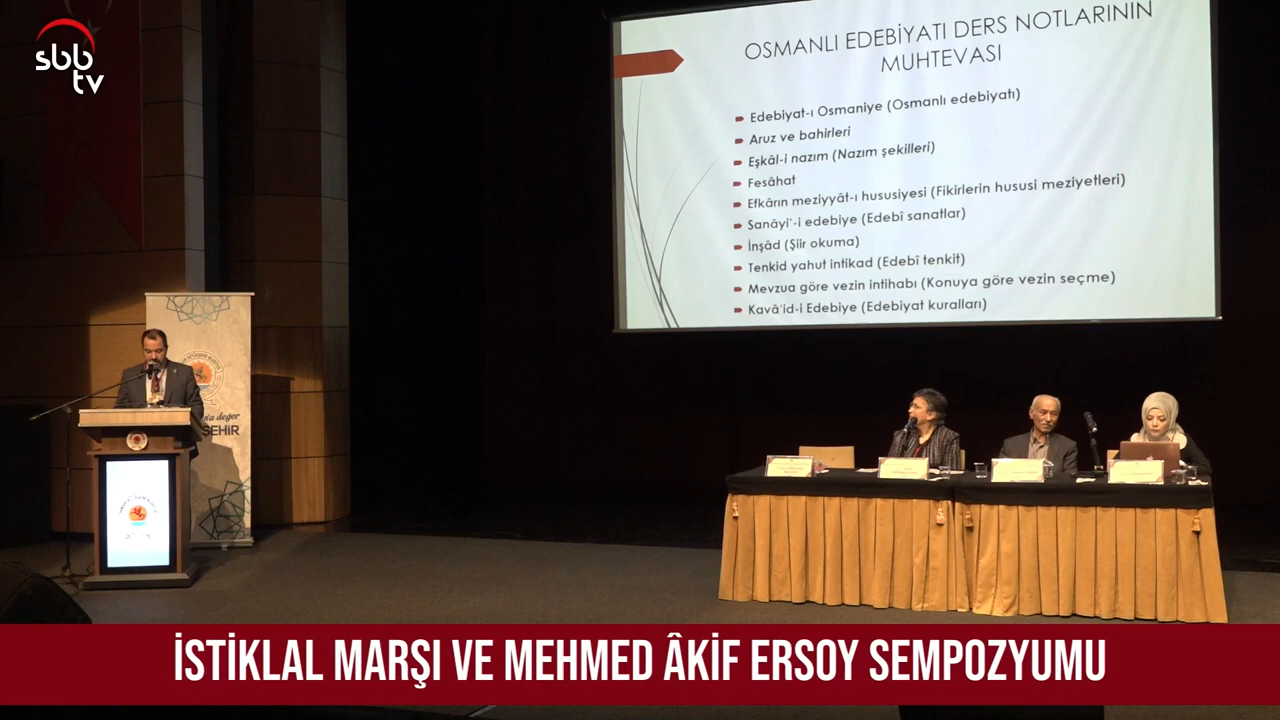 sbb
tv
OSMANLI EDEBİYATI DERS NOTLARININ
MUHTEVASI
Edebiyat-ı Osmaniye (Osmanlı edebiyatı)
Aruz ve bahirleri
Eşkâl-i nazım (Nazım şekilleri)
Fesâhat
Efkârın meziyyât-ı hususiyesi (Fikirlerin hususi meziyetleri)
Sanâyi'-i edebiye (Edebî sanatlar)
İnşâd (Şiir okuma)
Tenkid yahut intikad (Edebî tenkit)
Mevzua göre vezin intihabı (Konuya göre vezin seçme)
Kavâ'id-i Edebiye (Edebiyat kuralları)
değer
ŞEHİR
İSTİKLAL MARŞI VE MEHMED ÂKİF ERSOY SEMPOZYUMU